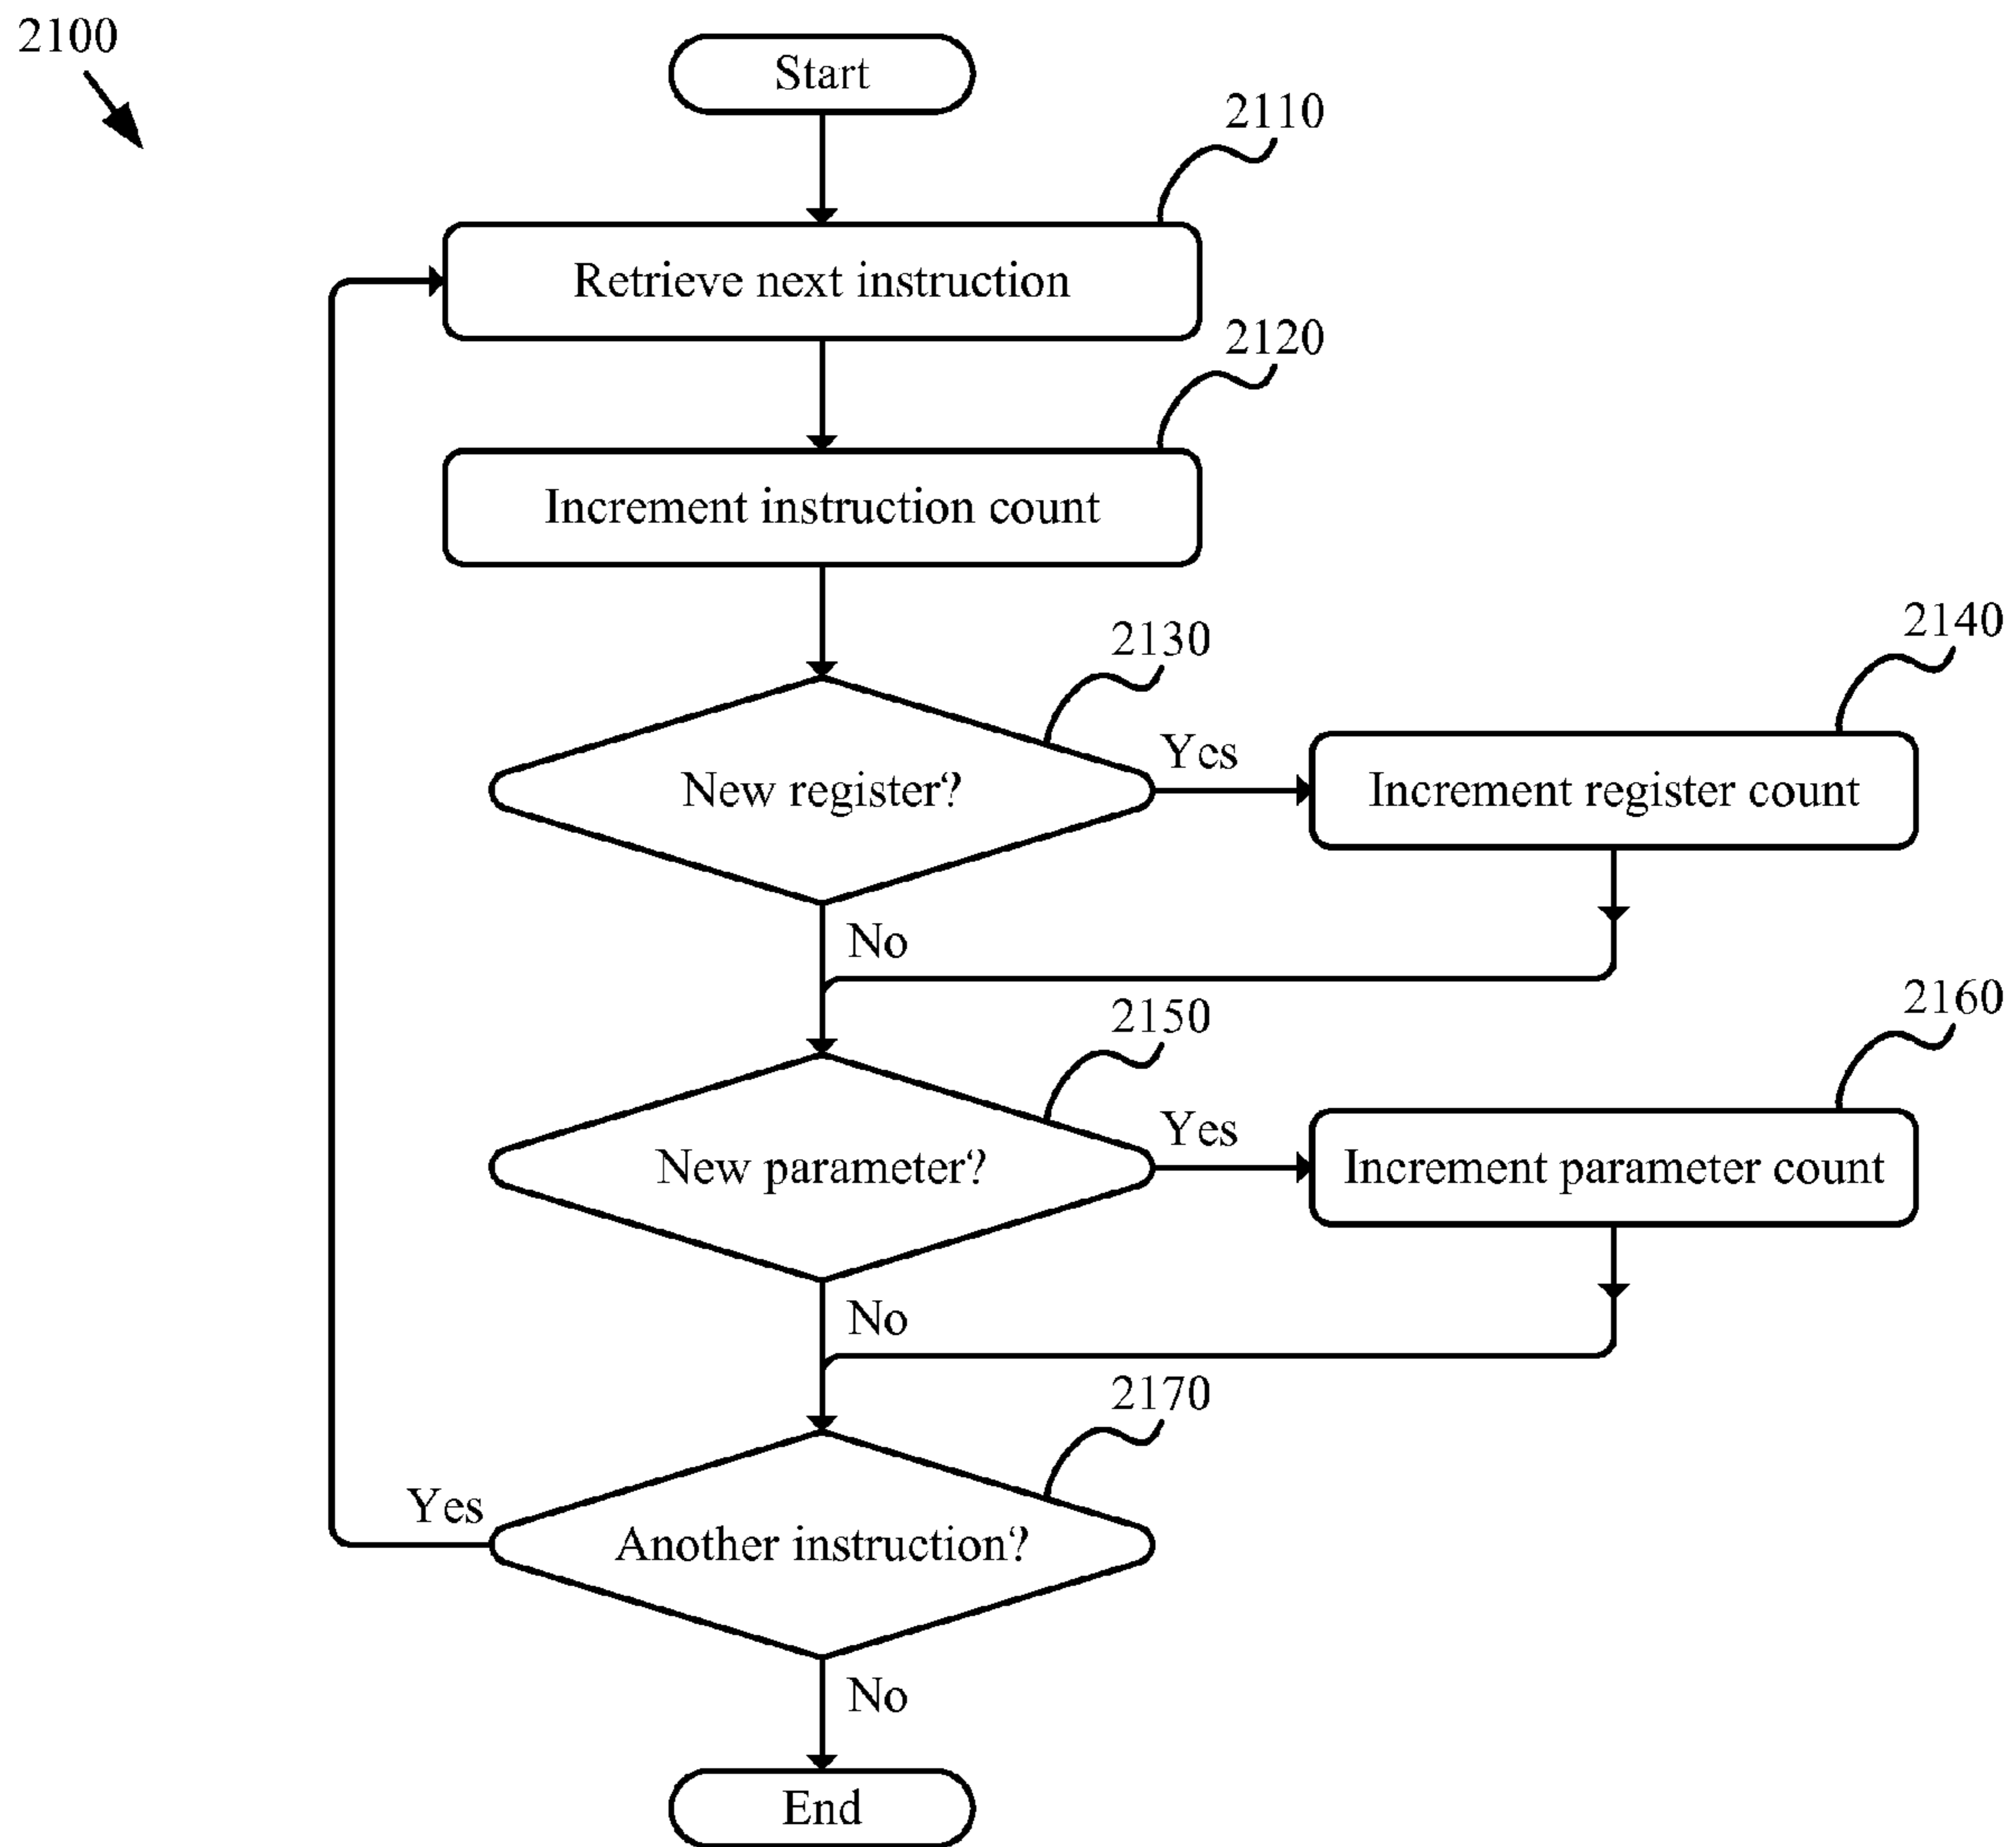 2100
Start
2110
Retrieve next instruction
2120
Increment instruction count
2130
2140
New register?
Yes
Increment register count
No
2150
2160
New parameter?
Yes
Increment parameter count
No
2170
Yes
Another instruction?
No
End